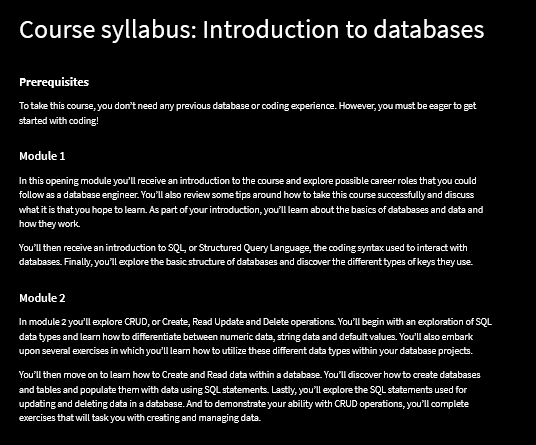 Course syllabus: Introduction to databases
Prerequisites
To take this course, you don't need any previous database or coding experience. However, you must be eager to get
started with coding!
Module 1
In this opening module you'll receive an introduction to the course and explore possible career roles that you could
follow as a database engineer. You'll also review some tips around how to take this course successfully and discuss
what it is that you hope to learn. As part of your introduction, you'll learn about the basics of databases and data and
how they work.
You'll then receive an introduction to SQL, or Structured Query Language, the coding syntax used to interact with
databases. Finally, you'll explore the basic structure of databases and discover the different types of keys they use.
Module 2
In module 2 you'll explore CRUD, or Create, Read Update and Delete operations. You'll begin with an exploration of SQL
data types and learn how to differentiate between numeric data, string data and default values. You'll also embark
upon several exercises in which you'll learn how to utilize these different data types within your database projects.
You'll then move on to learn how to Create and Read data within a database. You'll discover how to create databases
and tables and populate them with data using SQL statements. Lastly, you'll explore the SQL statements used for
updating and deleting data in a database. And to demonstrate your ability with CRUD operations, you'll complete
exercises that will task you with creating and managing data.